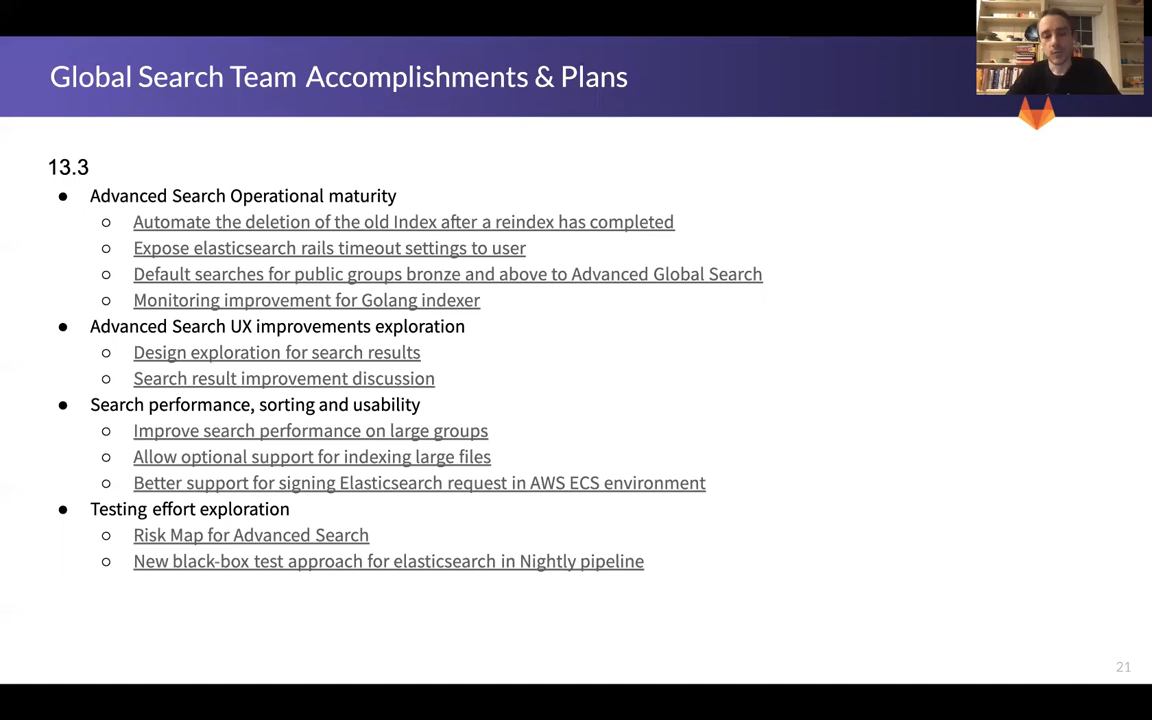 Global Search Team Accomplishments & Plans
13.3
● Advanced Search Operational maturity
○ Automate the deletion of the old Index after a reindex has completed
○ Expose elasticsearch rails timeout settings to user
○ Default searches for public groups bronze and above to Advanced Global Search
○ Monitoring improvement for Golang indexer
● Advanced Search UX improvements exploration
○ Design exploration for search results
○ Search result improvement discussion
● Search performance, sorting and usability
○ Improve search performance on large groups
○ Allow optional support for indexing large files
○ Better support for signing Elasticsearch request in AWS ECS environment
● Testing effort exploration
○ Risk Map for Advanced Search
○ New black-box test approach for elasticsearch in Nightly pipeline
21